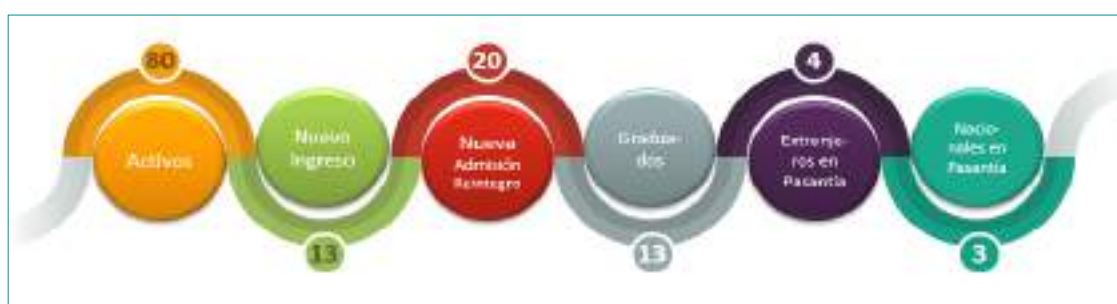 80
Activos
Nuevo
Ingreso
13
20
Nueva
Admisión
Reintegro
Gradua-
dos
13
4
Extranje-
ros en
Pasantía
Nacio-
nales en
Pasantía
3